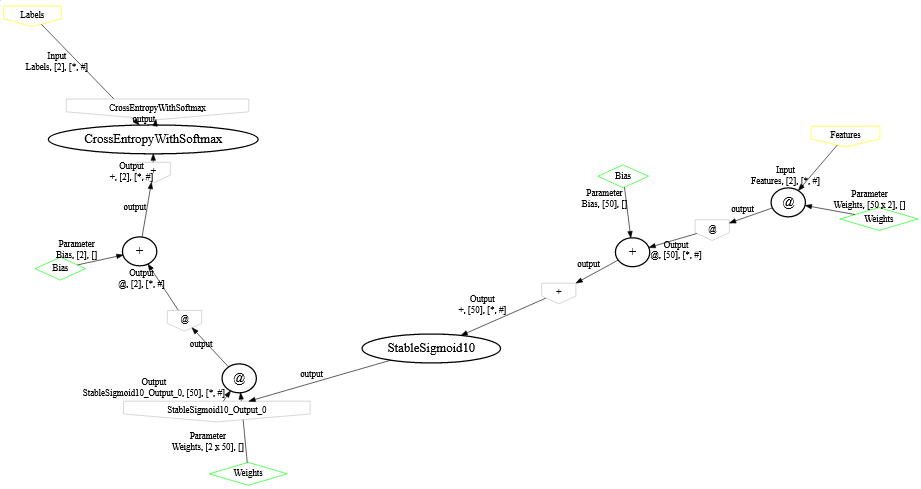 Labels
Input
Labels, [2], [*, #]
CrossEntropyWithSoftmax
output
CrossEntropyWithSoftmax
Output
+, [2], [*, #]
+
output
Parameter
Bias, [2], []
Bias
+
Output
@, [2], [*, #]
@
output
@
Output
StableSigmoid10_Output_0, [50], [*, #]
StableSigmoid10_Output_0
Parameter
Weights, [2 x 50], []
Weights
output
StableSigmoid10
Output
+, [50], [*, #]
+
output
+
Bias
Parameter
Bias, [50], []
Output
@, [50], [*, #]
@
output
@
Features
Input
Features, [2], [*, #]
Parameter
Weights, [50 x 2], []
Weights